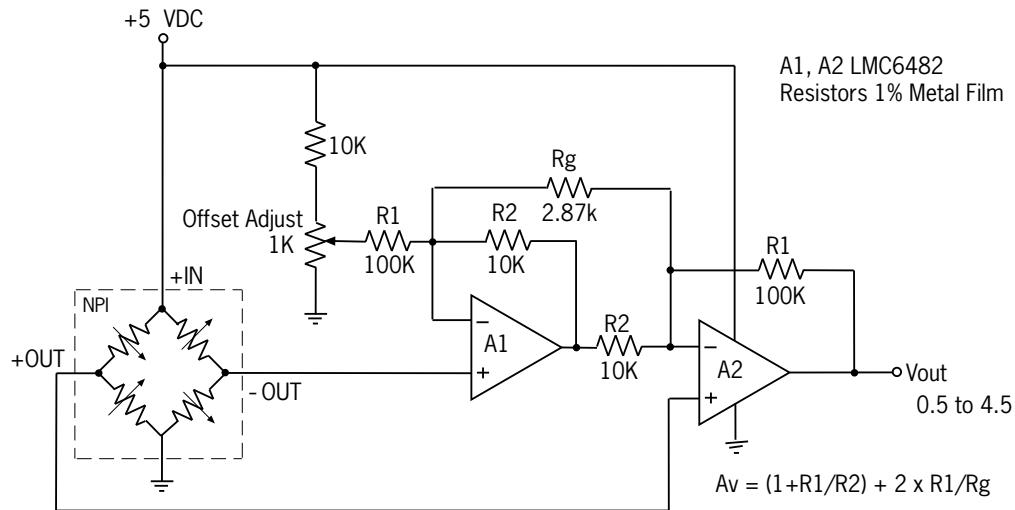 +5 VDC
A1, A2 LMC6482
Resistors 1% Metal Film
10K
Rg
2.87k
Offset Adjust
1K
R1
100K
R2
10K
R1
100K
+IN
NPI
+OUT
- OUT
−
A1
+
R2
10K
−
A2
+
Vout
0.5 to 4.5
Av = (1+R1/R2) + 2 x R1/Rg